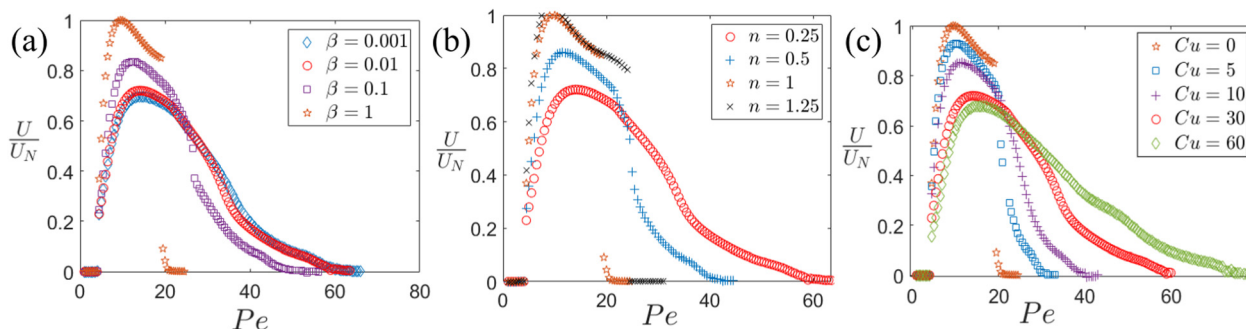 (a)
1
0.8
0.6
0.4
0.2
0
U
U_N
0 20 40 60 80
Pe
β = 0.001
β = 0.01
β = 0.1
β = 1
(b)
1
0.8
0.6
0.4
0.2
0
U
U_N
0 20 40 60
Pe
n = 0.25
n = 0.5
n = 1
n = 1.25
(c)
1
0.8
0.6
0.4
0.2
0
U
U_N
0 20 40 60
Pe
Cu = 0
Cu = 5
Cu = 10
Cu = 30
Cu = 60